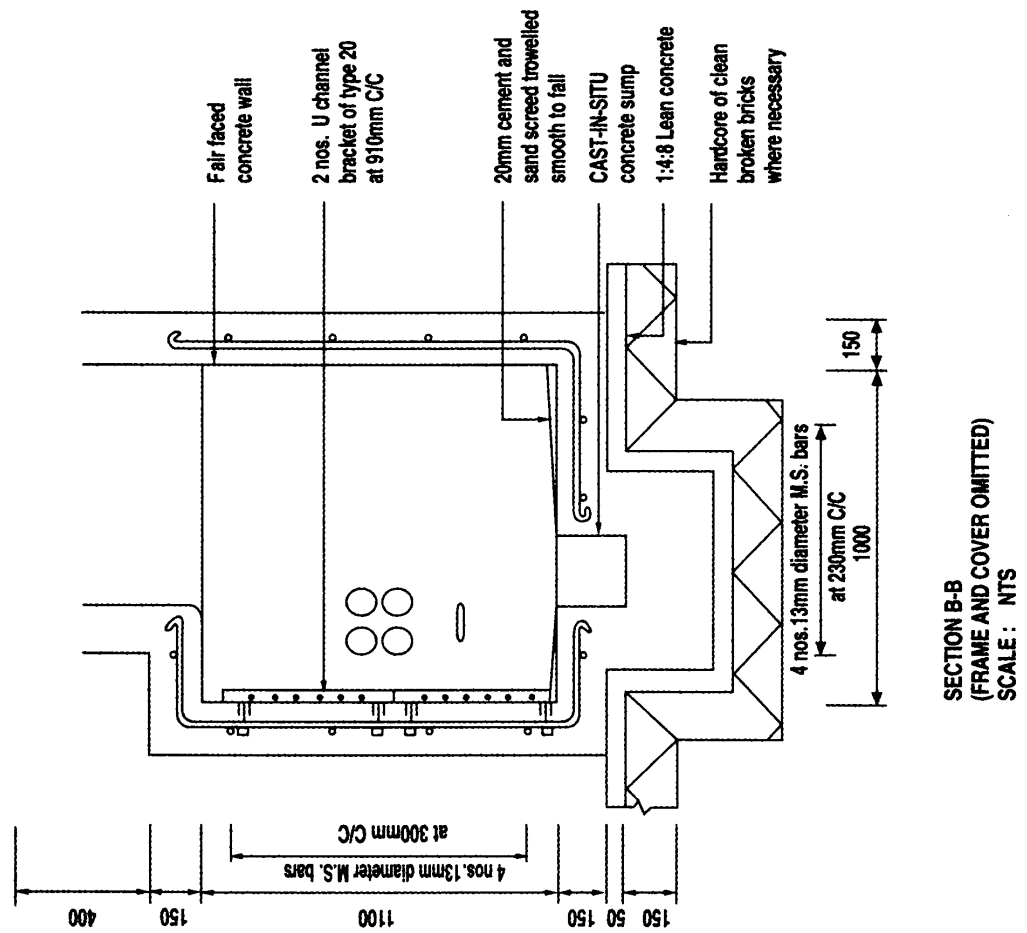 Fair faced
concrete wall
2 nos. U channel
bracket of type 20
at 910mm C/C
20mm cement and
sand screed trowelled
smooth to fall
CAST-IN-SITU
concrete sump
1:4:8 Lean concrete
Hardcore of clean
broken bricks
where necessary
400
150
1100
150
50
150
4 nos.13mm diameter M.S. bars
at 300mm C/C
4 nos.13mm diameter M.S. bars
at 230mm C/C
1000
150
SECTION B-B
(FRAME AND COVER OMITTED)
SCALE : NTS